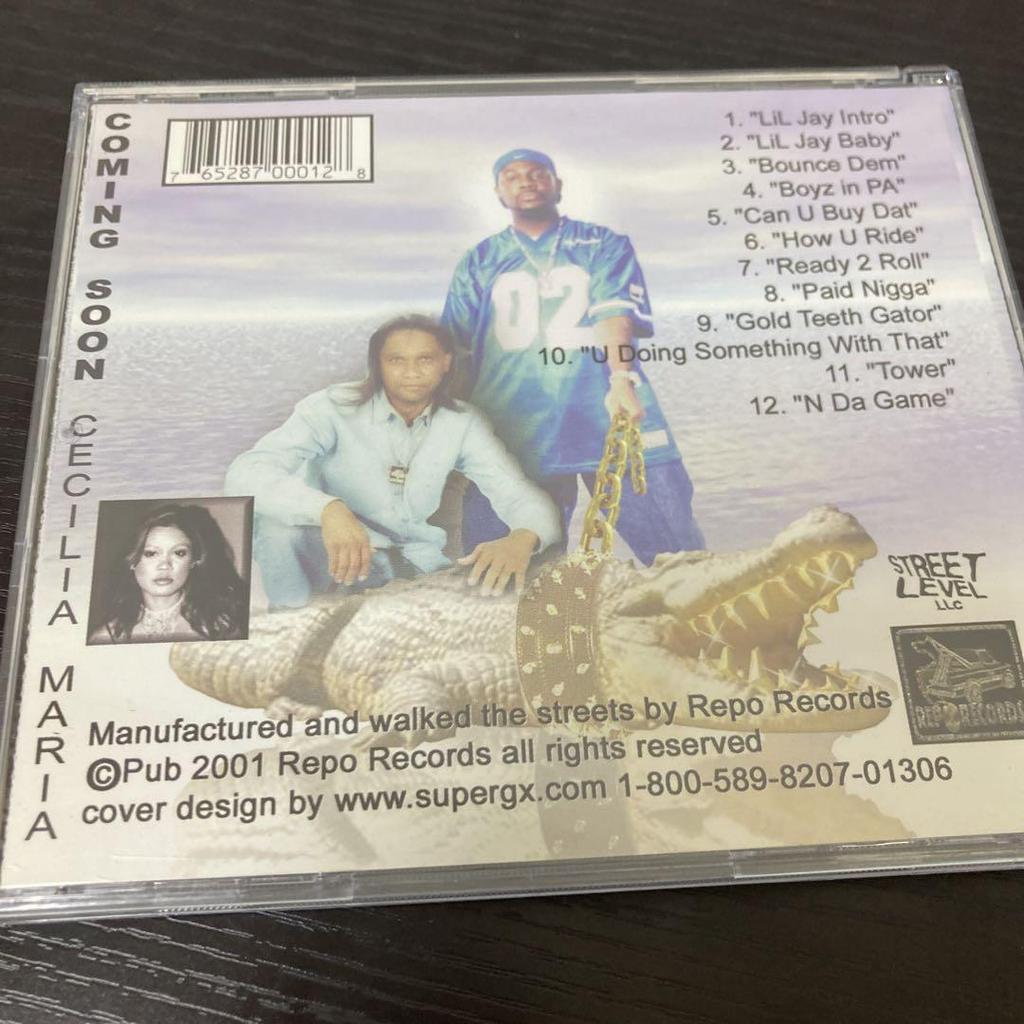 COMING SOON CECILIA MARIA
7 65287 00012 8
1. "LiL Jay Intro"
2. "LiL Jay Baby"
3. "Bounce Dem"
4. "Boyz in PA"
5. "Can U Buy Dat"
6. "How U Ride"
7. "Ready 2 Roll"
8. "Paid Nigga"
9. "Gold Teeth Gator"
10. "U Doing Something With That"
11. "Tower"
12. "N Da Game"
02
STREET
LEVEL
LLC
REPO RECORDS
Manufactured and walked the streets by Repo Records
©Pub 2001 Repo Records all rights reserved
cover design by www.supergx.com 1-800-589-8207-01306